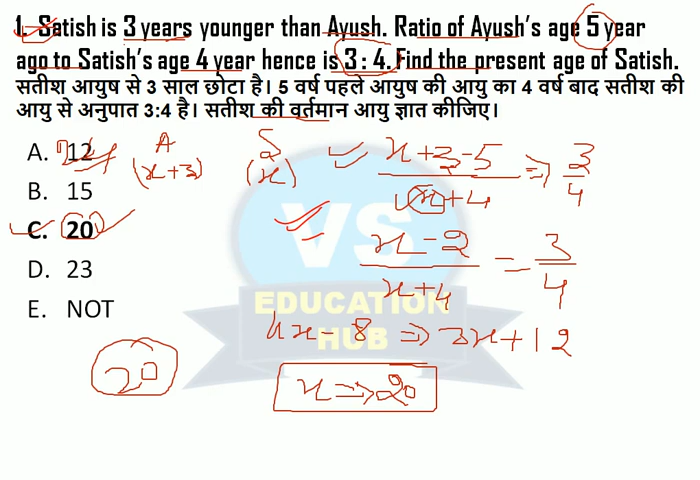 1. Satish is 3 years younger than Ayush. Ratio of Ayush's age 5 year
ago to Satish's age 4 year hence is 3 : 4. Find the present age of Satish.
सतीश आयुष से 3 साल छोटा है। 5 वर्ष पहले आयुष की आयु का 4 वर्ष बाद सतीश की
आयु से अनुपात 3:4 है। सतीश की वर्तमान आयु ज्ञात कीजिए।
A. 12
B. 15
C. 20
D. 23
E. NOT
A
(x+3)
S
(x)
x+3-5
x+4
⇒ 3/4
x-2
x+4
= 3/4
4x-8 ⇒ 3x+12
x ⇒ 20
20
VS
EDUCATION
HUB